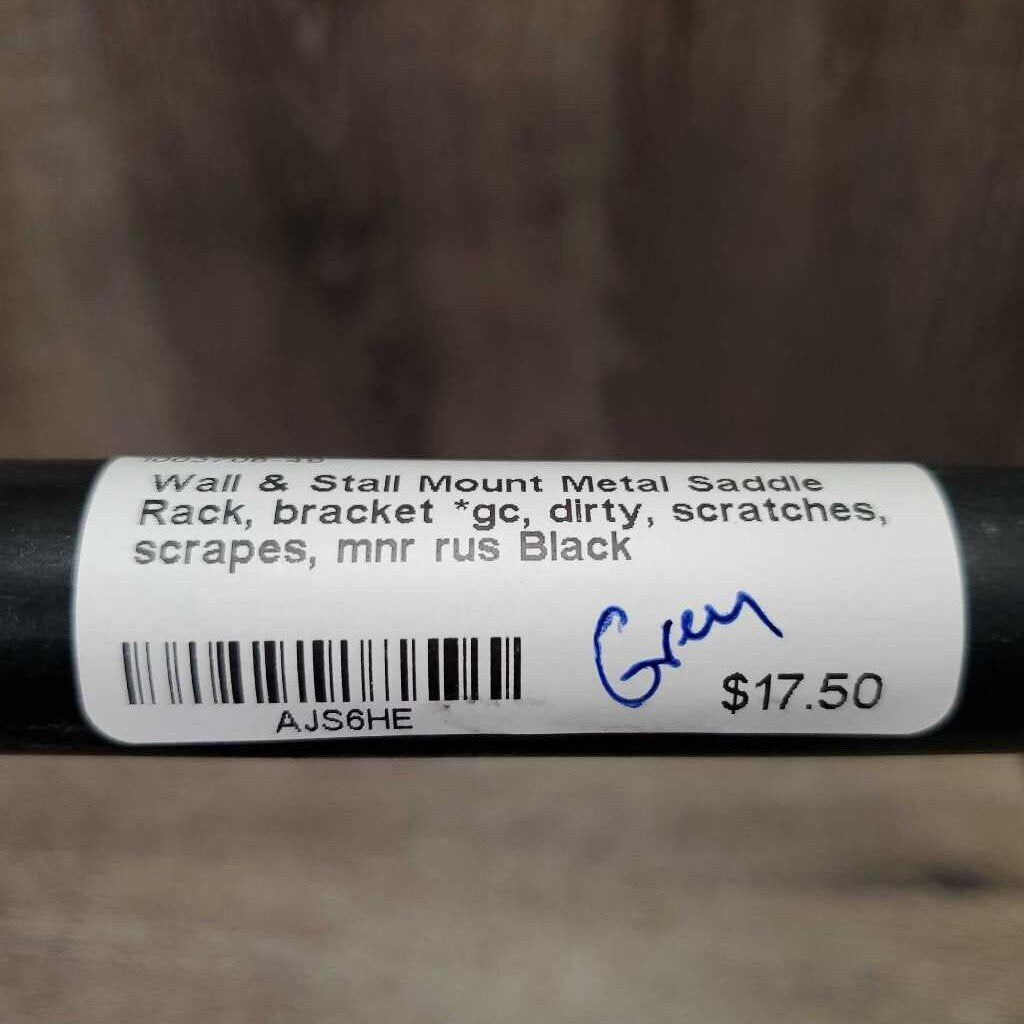 Wall & Stall Mount Metal Saddle
Rack, bracket *gc, dirty, scratches,
scrapes, mnr rus Black
Grey
AJS6HE
$17.50